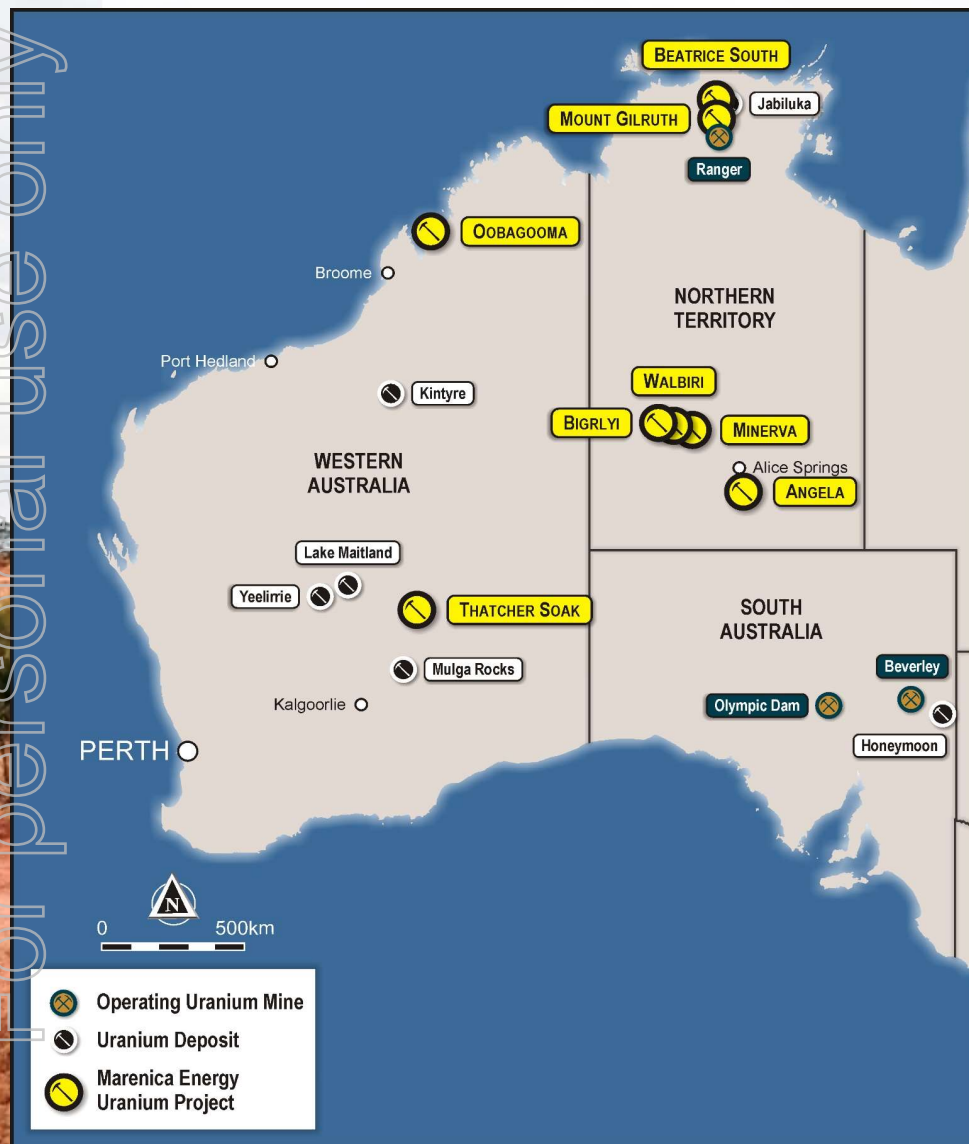 For personal use only
BEATRICE SOUTH
Jabiluka
MOUNT GILRUTH
Ranger
OOBAGOOMA
Broome
NORTHERN
TERRITORY
Port Hedland
WALBIRI
Kintyre
BIGRLYI
MINERVA
WESTERN
AUSTRALIA
Alice Springs
ANGELA
Lake Maitland
Yeelirrie
THATCHER SOAK
SOUTH
AUSTRALIA
Mulga Rocks
Beverley
Kalgoorlie
Olympic Dam
Honeymoon
PERTH
N
0 500km
Operating Uranium Mine
Uranium Deposit
Marenica Energy
Uranium Project